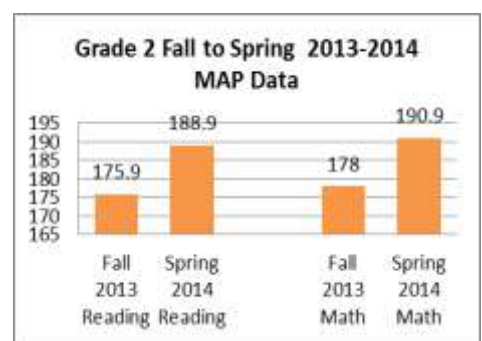 Grade 2 Fall to Spring 2013-2014
MAP Data
195
190
185
180
175
170
165
175.9
188.9
178
190.9
Fall 2013 Reading
Spring 2014 Reading
Fall 2013 Math
Spring 2014 Math